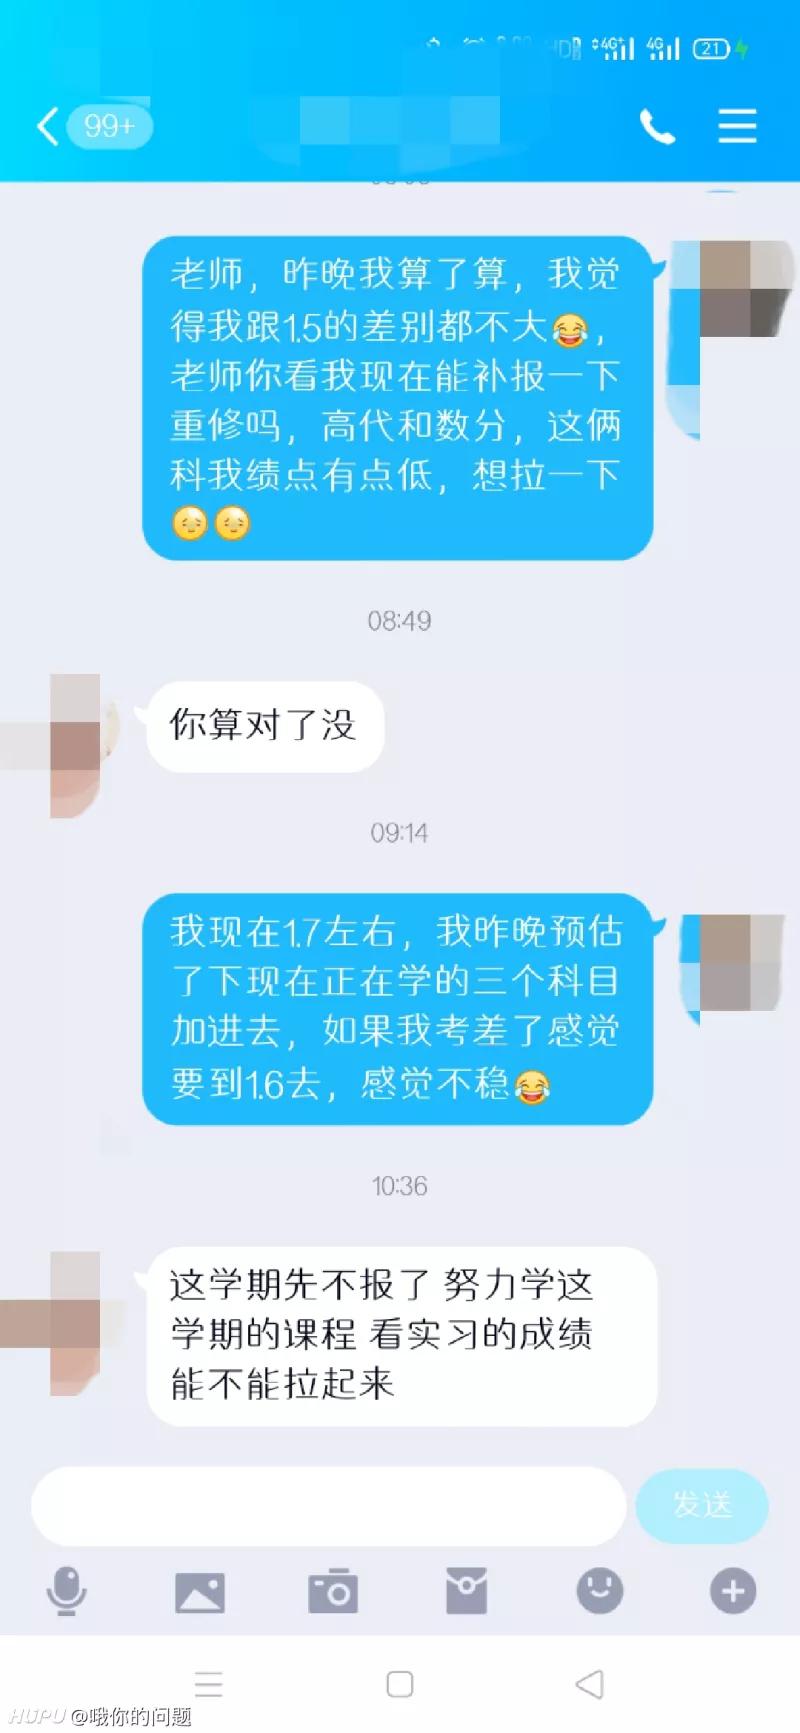 4G+
4G
21
99+
老师，昨晚我算了算，我觉
得我跟1.5的差别都不大😂，
老师你看我现在能补报一下
重修吗，高代和数分，这俩
科我绩点有点低，想拉一下
😔😔
08:49
你算对了没
09:14
我现在1.7左右，我昨晚预估
了下现在正在学的三个科目
加进去，如果我考差了感觉
要到1.6去，感觉不稳😂
10:36
这学期先不报了 努力学这
学期的课程 看实习的成绩
能不能拉起来
发送
HUPU @哦你的问题